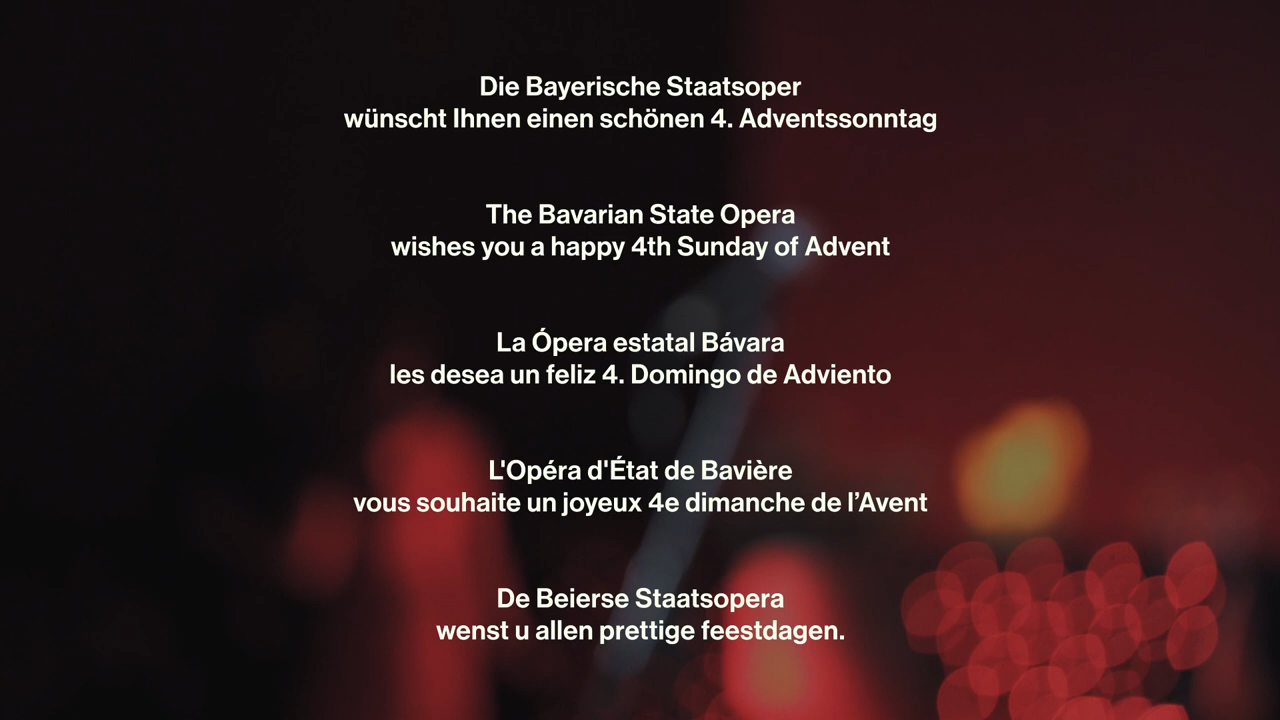 Die Bayerische Staatsoper
wünscht Ihnen einen schönen 4. Adventssonntag
The Bavarian State Opera
wishes you a happy 4th Sunday of Advent
La Ópera estatal Bávara
les desea un feliz 4. Domingo de Adviento
L'Opéra d'État de Bavière
vous souhaite un joyeux 4e dimanche de l’Avent
De Beierse Staatsopera
wenst u allen prettige feestdagen.